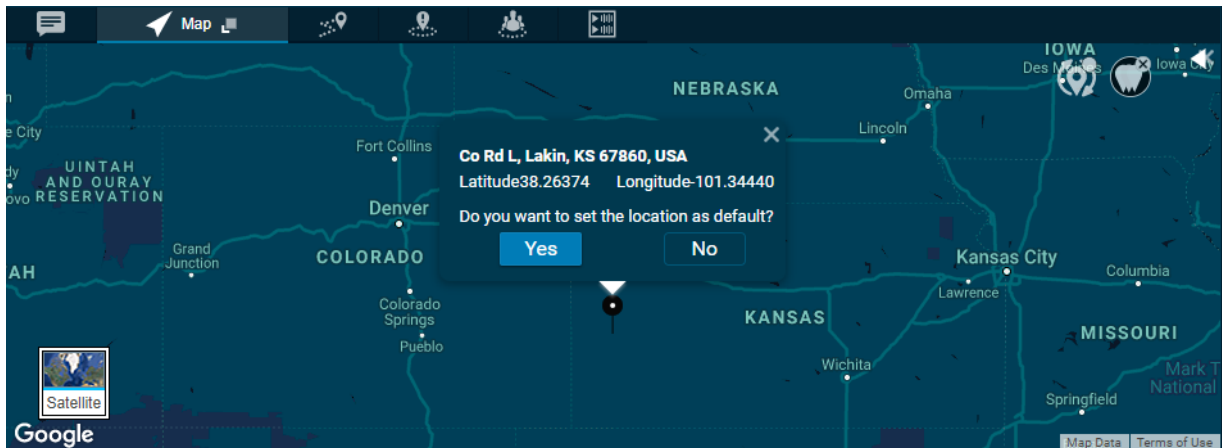 Map
IOWA
Des Moines
Iowa City
NEBRASKA
Omaha
Lincoln
e City
Fort Collins
Co Rd L, Lakin, KS 67860, USA
Latitude38.26374 Longitude-101.34440
Do you want to set the location as default?
Yes
No
dy
UINTAH
AND OURAY
RESERVATION
ovo
Denver
Grand
Junction
COLORADO
AH
Kansas City
Columbia
Lawrence
Colorado
Springs
Pueblo
KANSAS
MISSOURI
Wichita
Mark T
National
Springfield
Satellite
Google
Map Data
Terms of Use